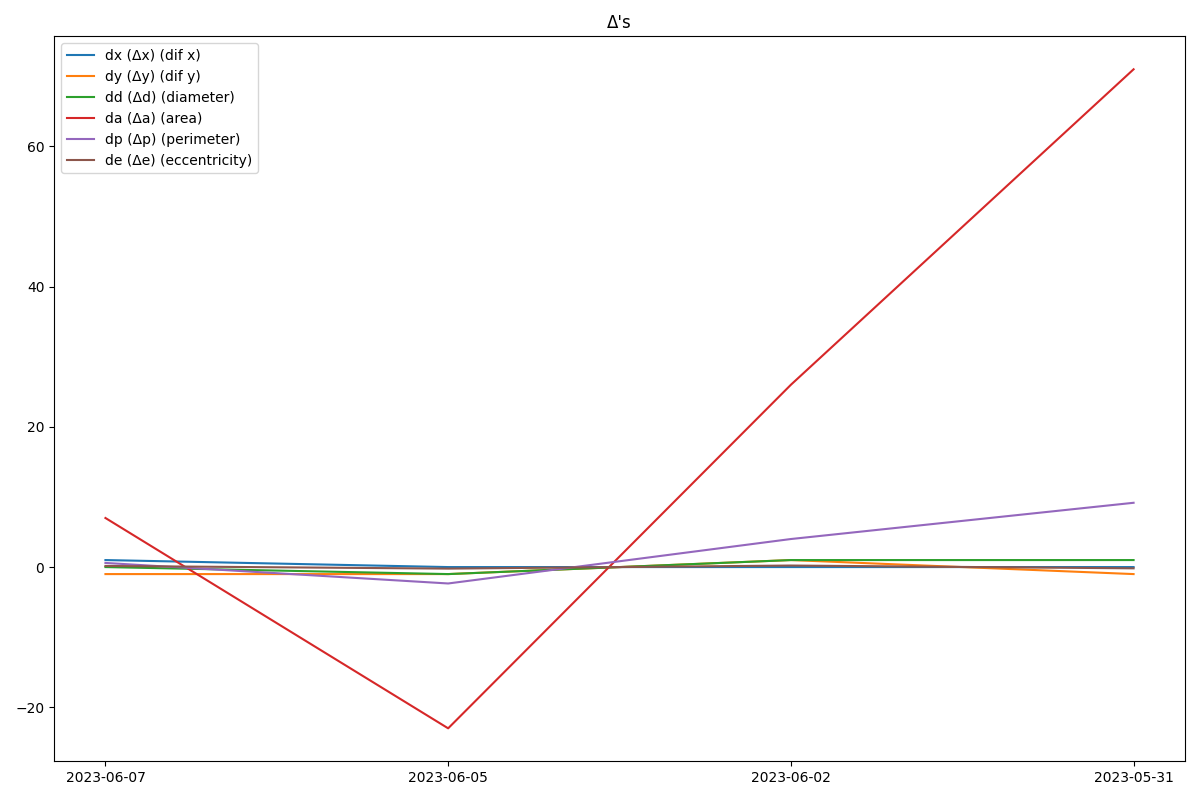 Δ's
dx (Δx) (dif x)
dy (Δy) (dif y)
dd (Δd) (diameter)
da (Δa) (area)
dp (Δp) (perimeter)
de (Δe) (eccentricity)
60
40
20
0
−20
2023-06-07 2023-06-05 2023-06-02 2023-05-31